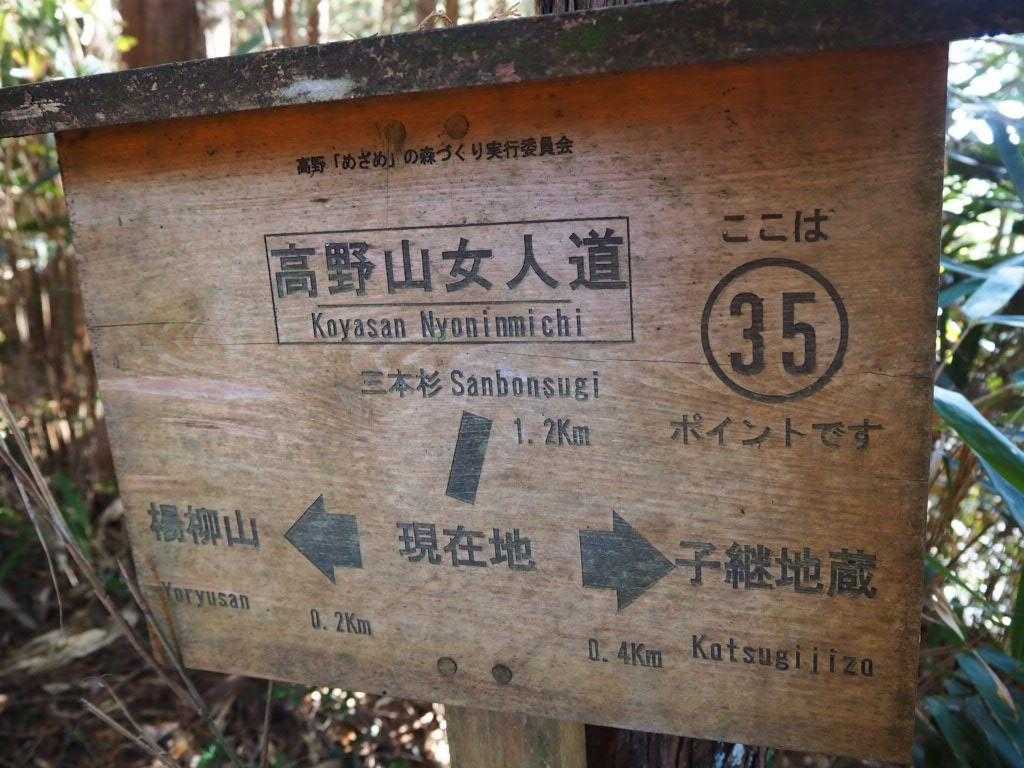 高野「めざめ」の森づくり実行委員会
高野山女人道
Koyasan Nyoninmichi
ここは
35
ポイントです
三本杉 Sanbonsugi
1.2Km
楊柳山
現在地
子継地蔵
Yoryusan
0.2Km
0.4Km
Kotsugijizo